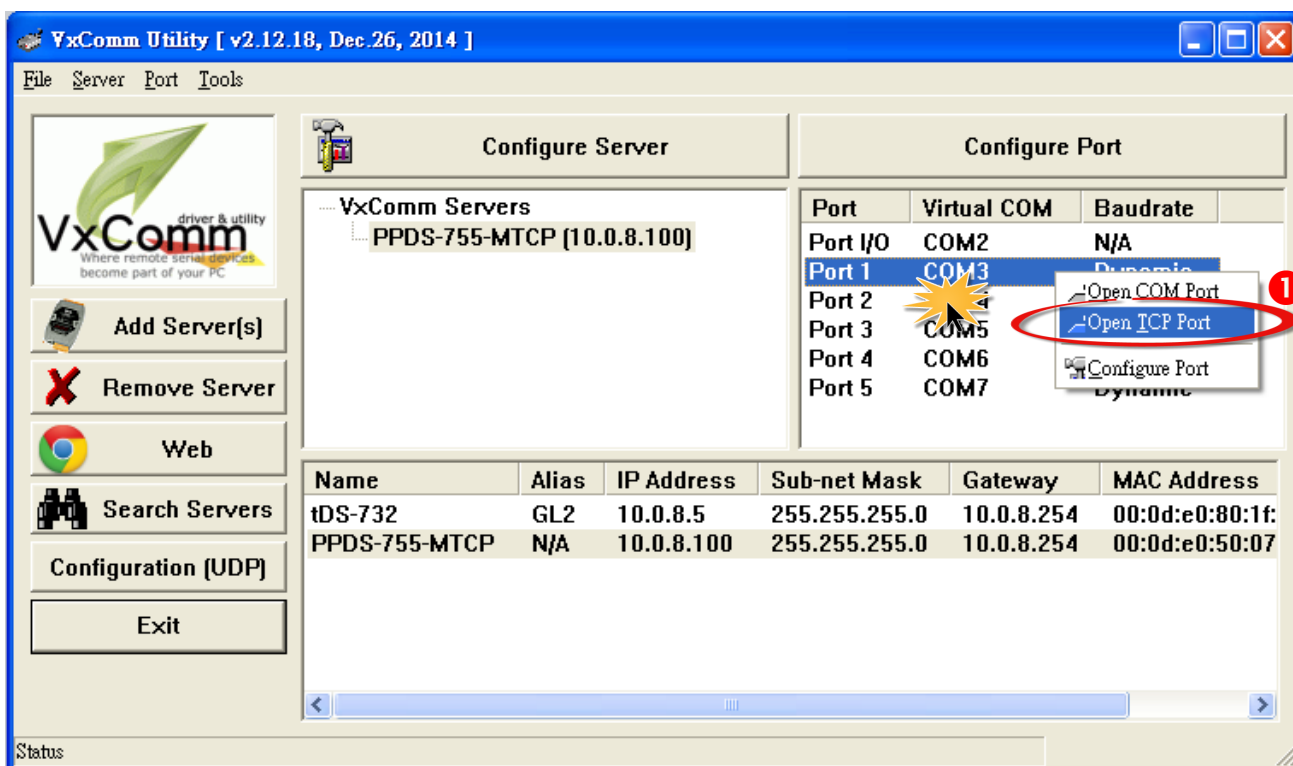 VxComm Utility [ v2.12.18, Dec.26, 2014 ]
File Server Port Tools
VxComm
driver & utility
Where remote serial devices
become part of your PC
Add Server(s)
Remove Server
Web
Search Servers
Configuration (UDP)
Exit
Configure Server
VxComm Servers
PPDS-755-MTCP (10.0.8.100)
Configure Port
Port Virtual COM Baudrate
Port I/O COM2 N/A
Port 1 COM3 Dynamic
Port 2
Port 3 COM5
Port 4 COM6
Port 5 COM7 Dynamic
Open COM Port
1
Open TCP Port
Configure Port
Name Alias IP Address Sub-net Mask Gateway MAC Address
tDS-732 GL2 10.0.8.5 255.255.255.0 10.0.8.254 00:0d:e0:80:1f:
PPDS-755-MTCP N/A 10.0.8.100 255.255.255.0 10.0.8.254 00:0d:e0:50:07
Status